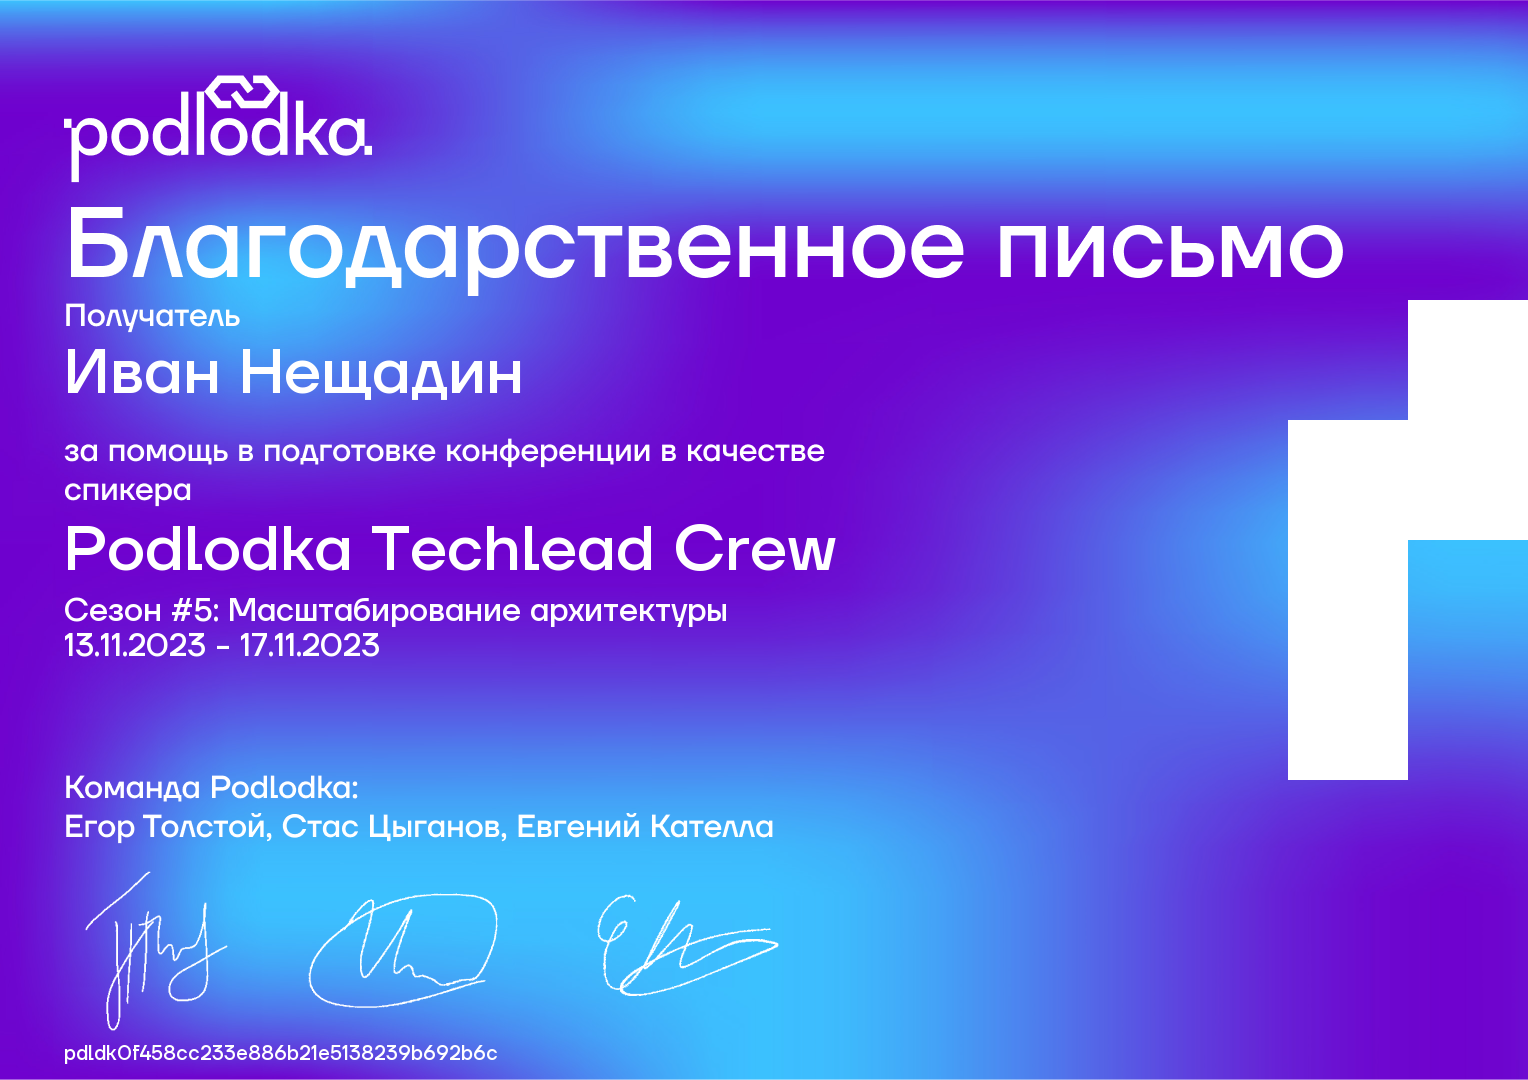 podlodka.
Благодарственное письмо
Получатель
Иван Нещадин
за помощь в подготовке конференции в качестве
спикера
Podlodka Techlead Crew
Сезон #5: Масштабирование архитектуры
13.11.2023 - 17.11.2023
Команда Podlodka:
Егор Толстой, Стас Цыганов, Евгений Кателла
pdldk0f458cc233e886b21e5138239b692b6c